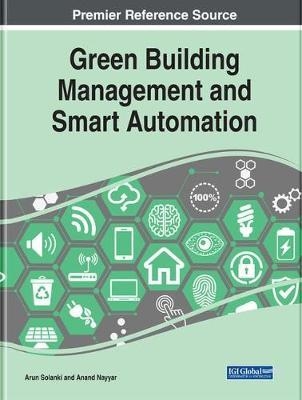 Premier Reference Source
Green Building
Management and
Smart Automation
100%
Arun Solanki and Anand Nayyar
IGI Global